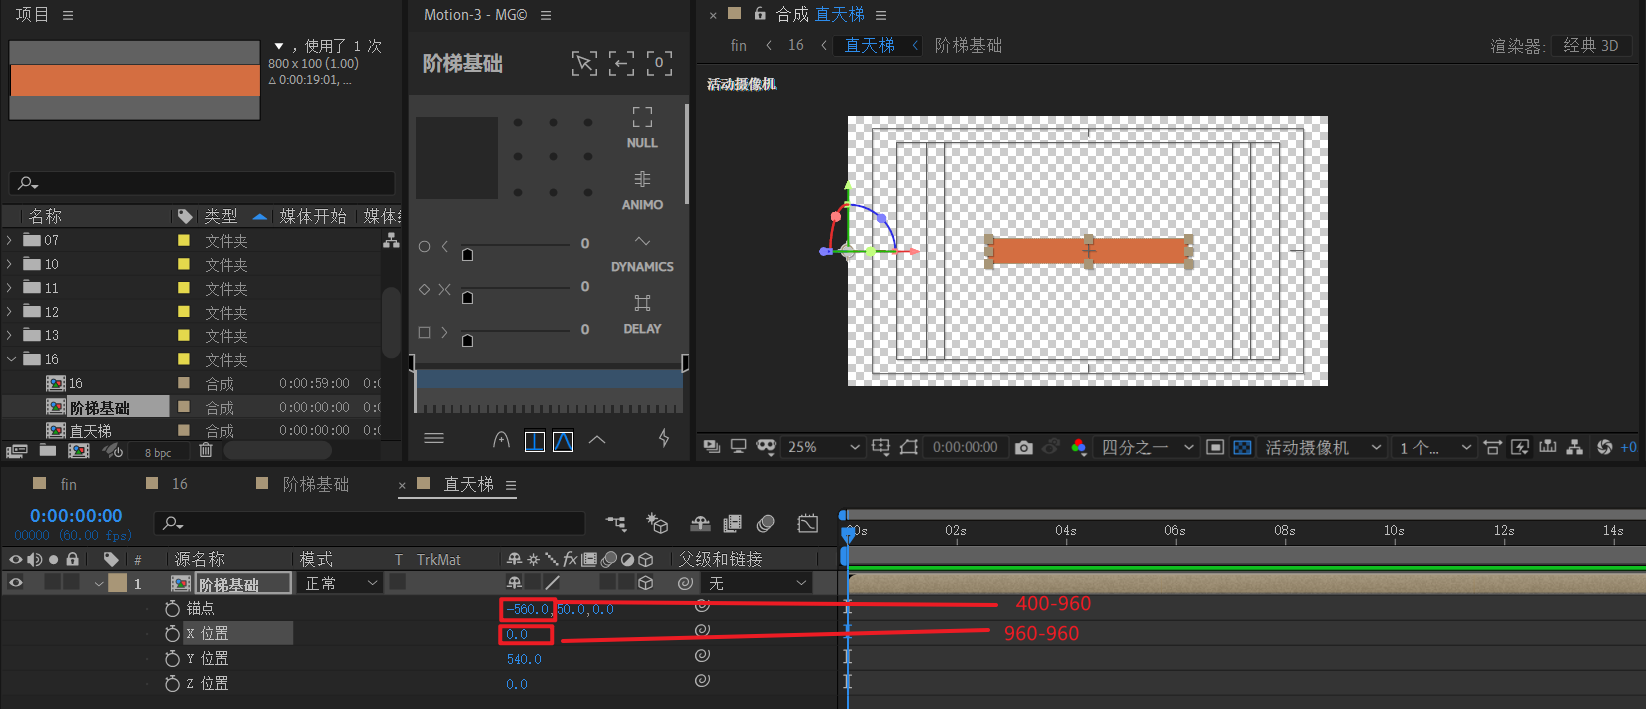 项目
，使用了 1 次
800 x 100 (1.00)
△ 0:00:19:01, ...
名称 类型 媒体开始 媒体
07 文件夹
10 文件夹
11 文件夹
12 文件夹
13 文件夹
16 文件夹
16 合成 0:00:59:00 0:0
阶梯基础 合成 0:00:00:00 0:0
直天梯 合成 0:00:00:00 0:0
8 bpc
Motion-3 - MG©
阶梯基础
0
NULL
ANIMO
0
DYNAMICS
0
DELAY
0
× 合成 直天梯
fin < 16 < 直天梯 < 阶梯基础
渲染器: 经典 3D
活动摄像机
25% 0:00:00:00 四分之一 活动摄像机 1 个... +0
fin 16 阶梯基础 × 直天梯
0:00:00:00
00000 (60.00 fps)
00s 02s 04s 06s 08s 10s 12s 14s
# 源名称 模式 T TrkMat fx 父级和链接
1 阶梯基础 正常 无
锚点 -560.0,50.0,0.0 400-960
X 位置 0.0 960-960
Y 位置 540.0
Z 位置 0.0